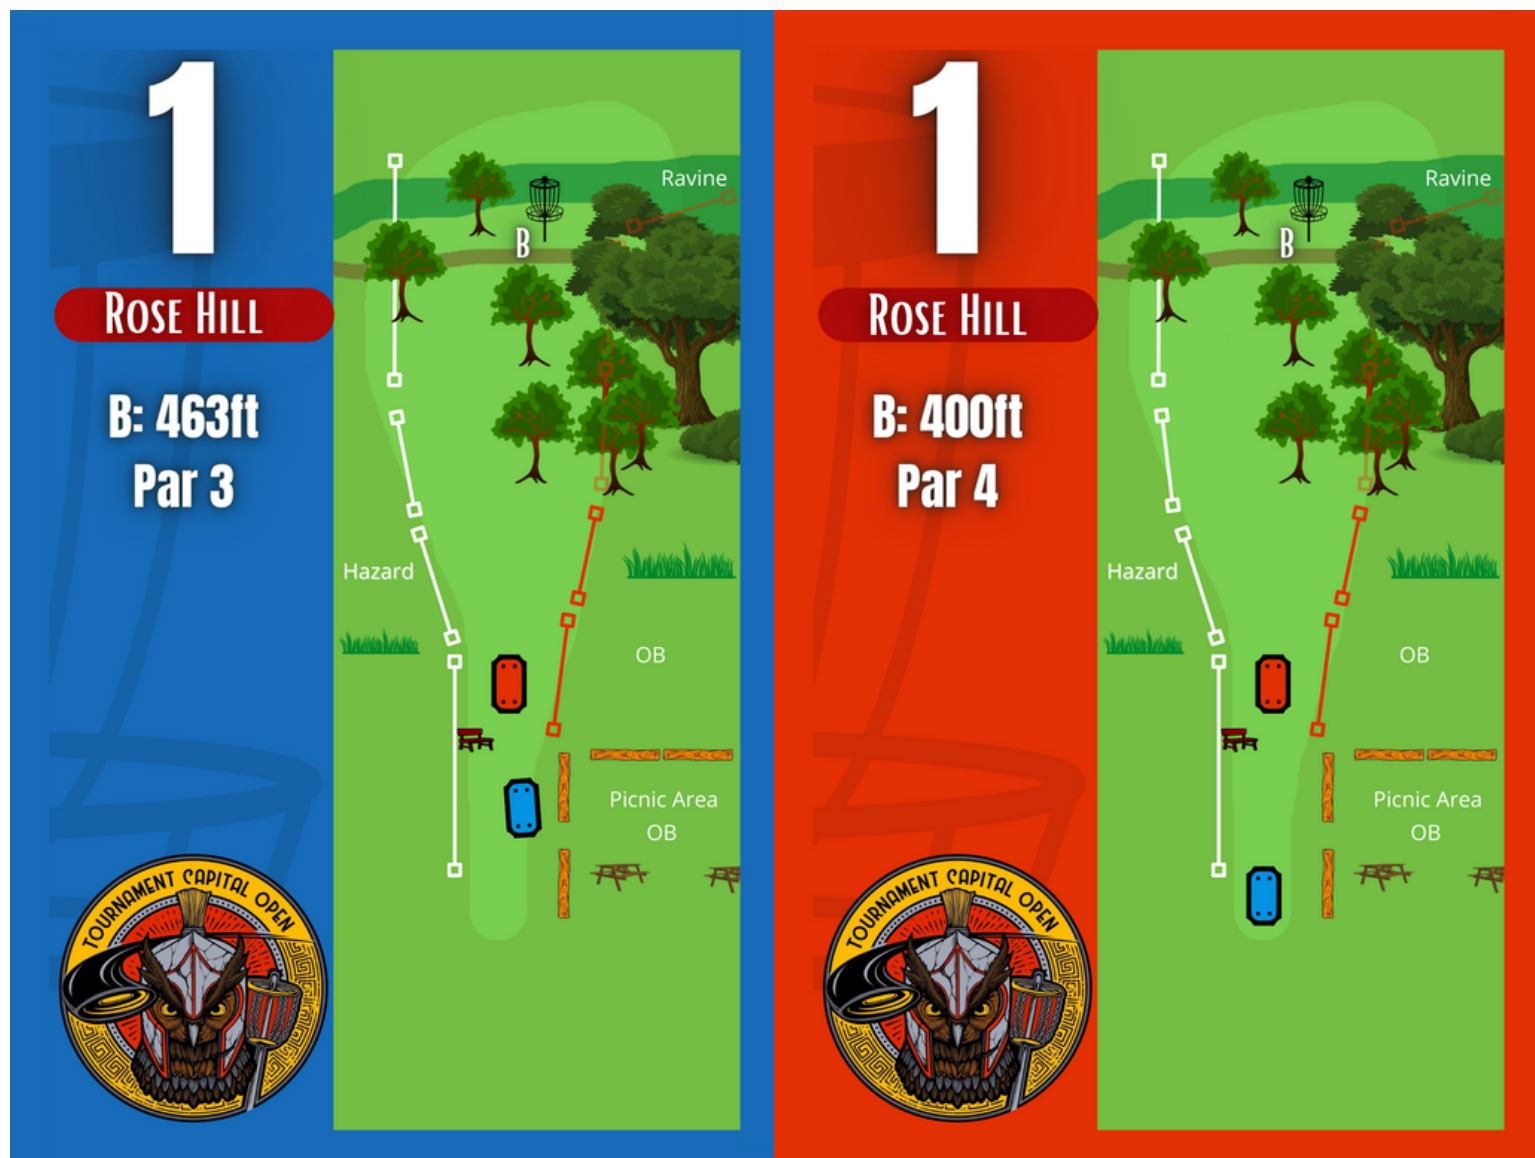 1
Rose Hill
B: 463ft
Par 3
Ravine
B
Hazard
OB
Picnic Area
OB
TOURNAMENT CAPITAL OPEN
1
Rose Hill
B: 400ft
Par 4
Ravine
B
Hazard
OB
Picnic Area
OB
TOURNAMENT CAPITAL OPEN